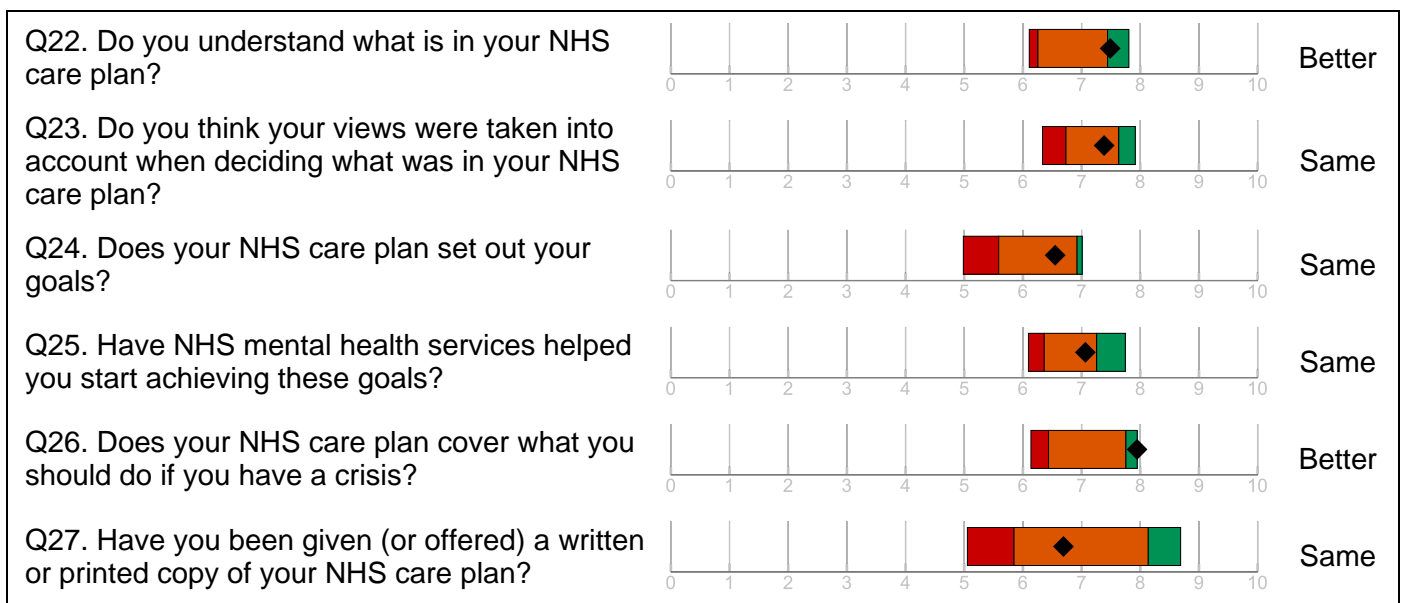 Q22. Do you understand what is in your NHS
care plan?
0 1 2 3 4 5 6 7 8 9 10
Better
Q23. Do you think your views were taken into
account when deciding what was in your NHS
care plan?
0 1 2 3 4 5 6 7 8 9 10
Same
Q24. Does your NHS care plan set out your
goals?
0 1 2 3 4 5 6 7 8 9 10
Same
Q25. Have NHS mental health services helped
you start achieving these goals?
0 1 2 3 4 5 6 7 8 9 10
Same
Q26. Does your NHS care plan cover what you
should do if you have a crisis?
0 1 2 3 4 5 6 7 8 9 10
Better
Q27. Have you been given (or offered) a written
or printed copy of your NHS care plan?
0 1 2 3 4 5 6 7 8 9 10
Same